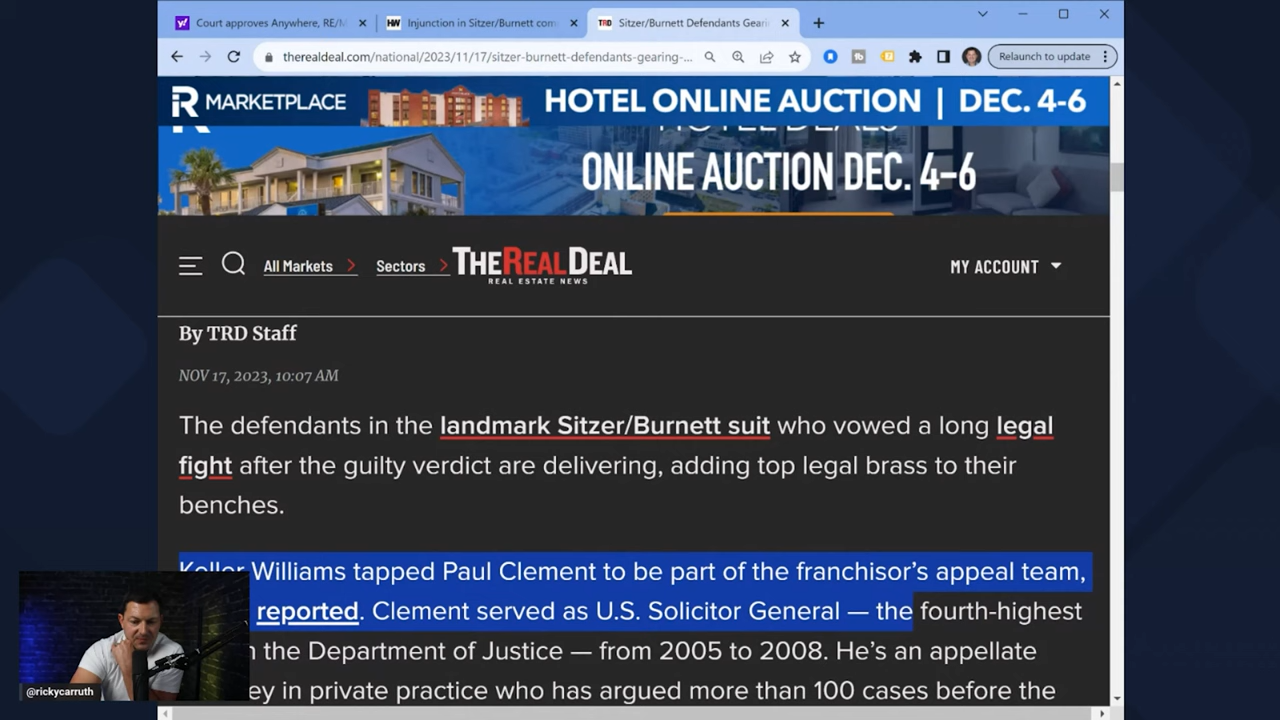 Court approves Anywhere, RE/M
Injunction in Sitzer/Burnett com
TRD
Sitzer/Burnett Defendants Geari
therealdeal.com/national/2023/11/17/sitzer-burnett-defendants-gearing-...
Relaunch to update
MARKETPLACE
HOTEL ONLINE AUCTION | DEC. 4-6
HOTEL DEALS
ONLINE AUCTION DEC. 4-6
All Markets
Sectors
THEREALDEAL
REAL ESTATE NEWS
MY ACCOUNT
By TRD Staff
NOV 17, 2023, 10:07 AM
The defendants in the landmark Sitzer/Burnett suit who vowed a long legal
fight after the guilty verdict are delivering, adding top legal brass to their
benches.
Keller Williams tapped Paul Clement to be part of the franchisor's appeal team,
reported. Clement served as U.S. Solicitor General — the fourth-highest
the Department of Justice — from 2005 to 2008. He's an appellate
in private practice who has argued more than 100 cases before the
@rickycarruth